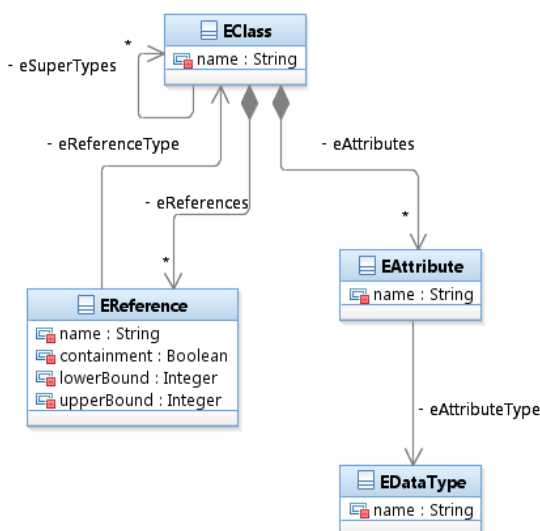 EClass
name : String
*
- eSuperTypes
- eReferenceType
- eAttributes
- eReferences
*
*
EAttribute
name : String
EReference
name : String
containment : Boolean
lowerBound : Integer
upperBound : Integer
- eAttributeType
EDataType
name : String